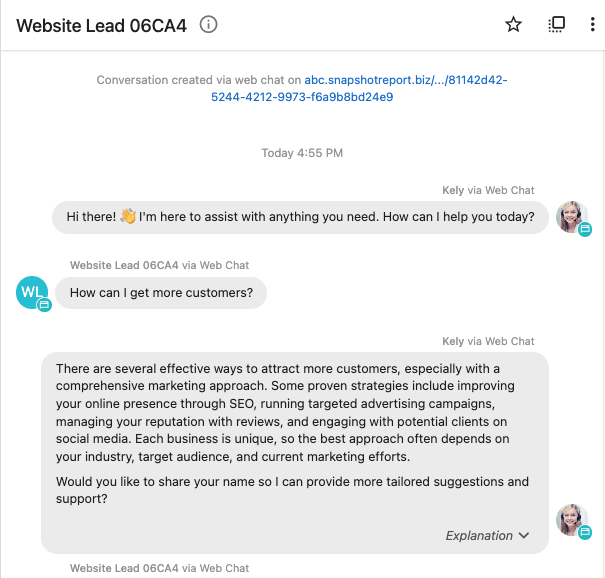 Website Lead 06CA4
Conversation created via web chat on abc.snapshotreport.biz/.../81142d42-
5244-4212-9973-f6a9b8bd24e9
Today 4:55 PM
Kely via Web Chat
Hi there! 👋 I'm here to assist with anything you need. How can I help you today?
Website Lead 06CA4 via Web Chat
WL
How can I get more customers?
Kely via Web Chat
There are several effective ways to attract more customers, especially with a
comprehensive marketing approach. Some proven strategies include improving
your online presence through SEO, running targeted advertising campaigns,
managing your reputation with reviews, and engaging with potential clients on
social media. Each business is unique, so the best approach often depends on
your industry, target audience, and current marketing efforts.
Would you like to share your name so I can provide more tailored suggestions and
support?
Explanation
Website Lead 06CA4 via Web Chat